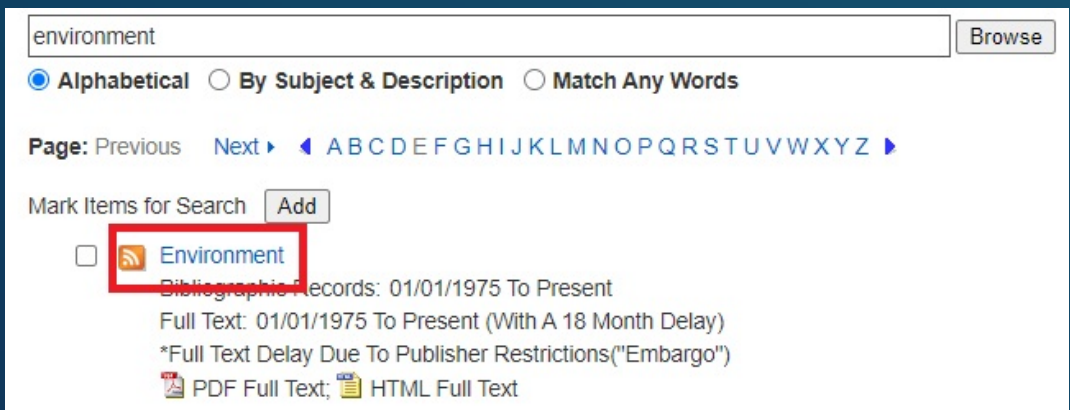 environment Browse
Alphabetical By Subject & Description Match Any Words
Page: Previous Next A B C D E F G H I J K L M N O P Q R S T U V W X Y Z
Mark Items for Search Add
Environment
Bibliographic Records: 01/01/1975 To Present
Full Text: 01/01/1975 To Present (With A 18 Month Delay)
*Full Text Delay Due To Publisher Restrictions("Embargo")
PDF Full Text; HTML Full Text